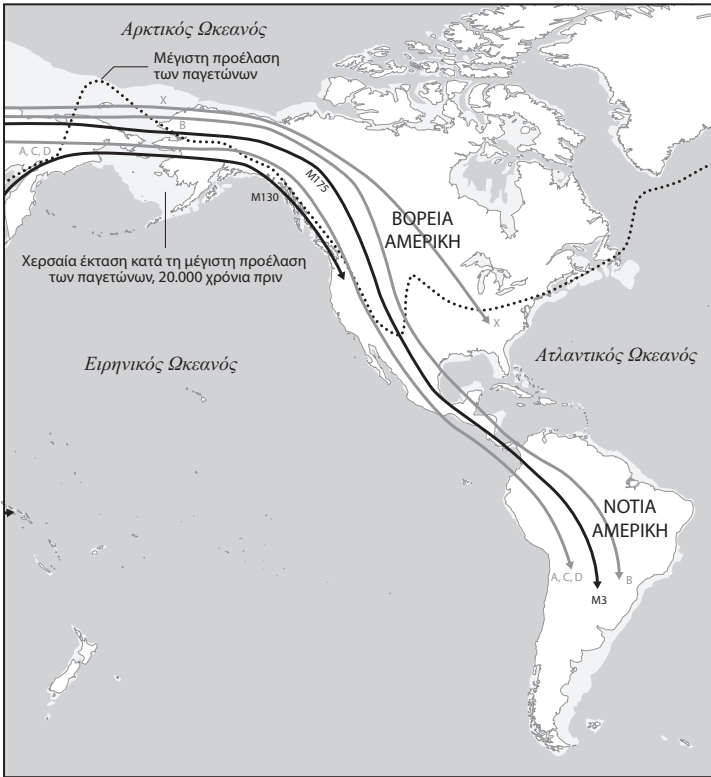 Αρκτικός Ωκεανός
Μέγιστη προέλαση
των παγετώνων
X
B
A, C, D
M175
M130
ΒΟΡΕΙΑ
ΑΜΕΡΙΚΗ
Χερσαία έκταση κατά τη μέγιστη προέλαση
των παγετώνων, 20.000 χρόνια πριν
X
Ειρηνικός Ωκεανός
Ατλαντικός Ωκεανός
ΝΟΤΙΑ
ΑΜΕΡΙΚΗ
A, C, D
B
M3